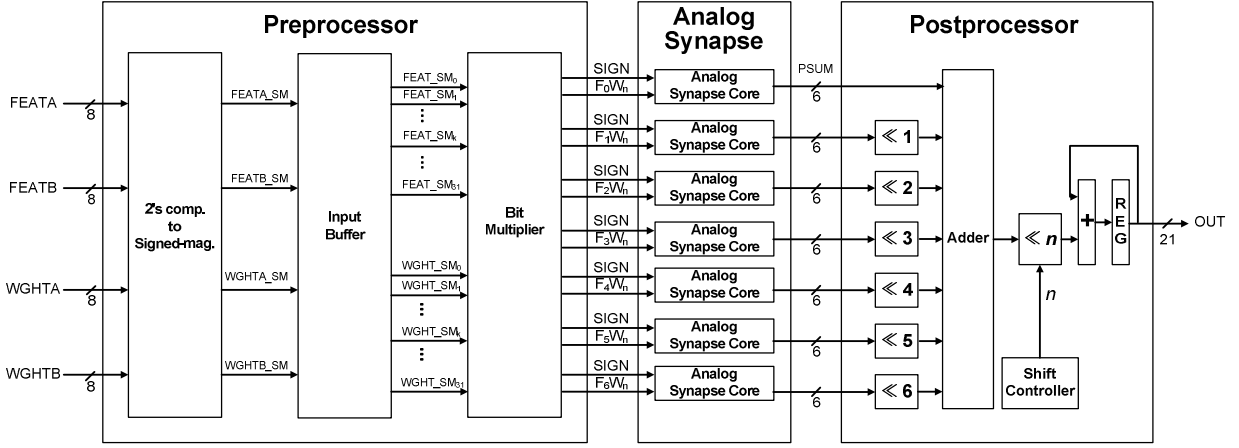 Preprocessor
Analog
Synapse
Postprocessor
FEATA
8
FEATB
8
WGHTA
8
WGHTB
8
2's comp.
to
Signed-mag.
FEATA_SM
FEATB_SM
WGHTA_SM
WGHTB_SM
Input
Buffer
FEAT_SM₀
FEAT_SM₁
⋮
FEAT_SMₖ
⋮
FEAT_SM₃₁
WGHT_SM₀
WGHT_SM₁
⋮
WGHT_SMₖ
⋮
WGHT_SM₃₁
Bit
Multiplier
SIGN
F₀Wₙ
SIGN
F₁Wₙ
SIGN
F₂Wₙ
SIGN
F₃Wₙ
SIGN
F₄Wₙ
SIGN
F₅Wₙ
SIGN
F₆Wₙ
Analog
Synapse Core
Analog
Synapse Core
Analog
Synapse Core
Analog
Synapse Core
Analog
Synapse Core
Analog
Synapse Core
Analog
Synapse Core
PSUM
6
6
6
6
6
6
6
≪ 1
≪ 2
≪ 3
≪ 4
≪ 5
≪ 6
Adder
≪ n
n
Shift
Controller
+
REG
21
OUT